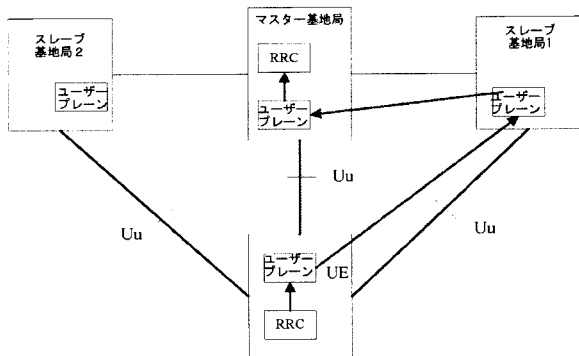 スレーブ
基地局2
ユーザー
プレーン
マスター基地局
RRC
ユーザー
プレーン
スレーブ
基地局1
ユーザー
プレーン
Uu
Uu
Uu
ユーザー
プレーン
UE
RRC